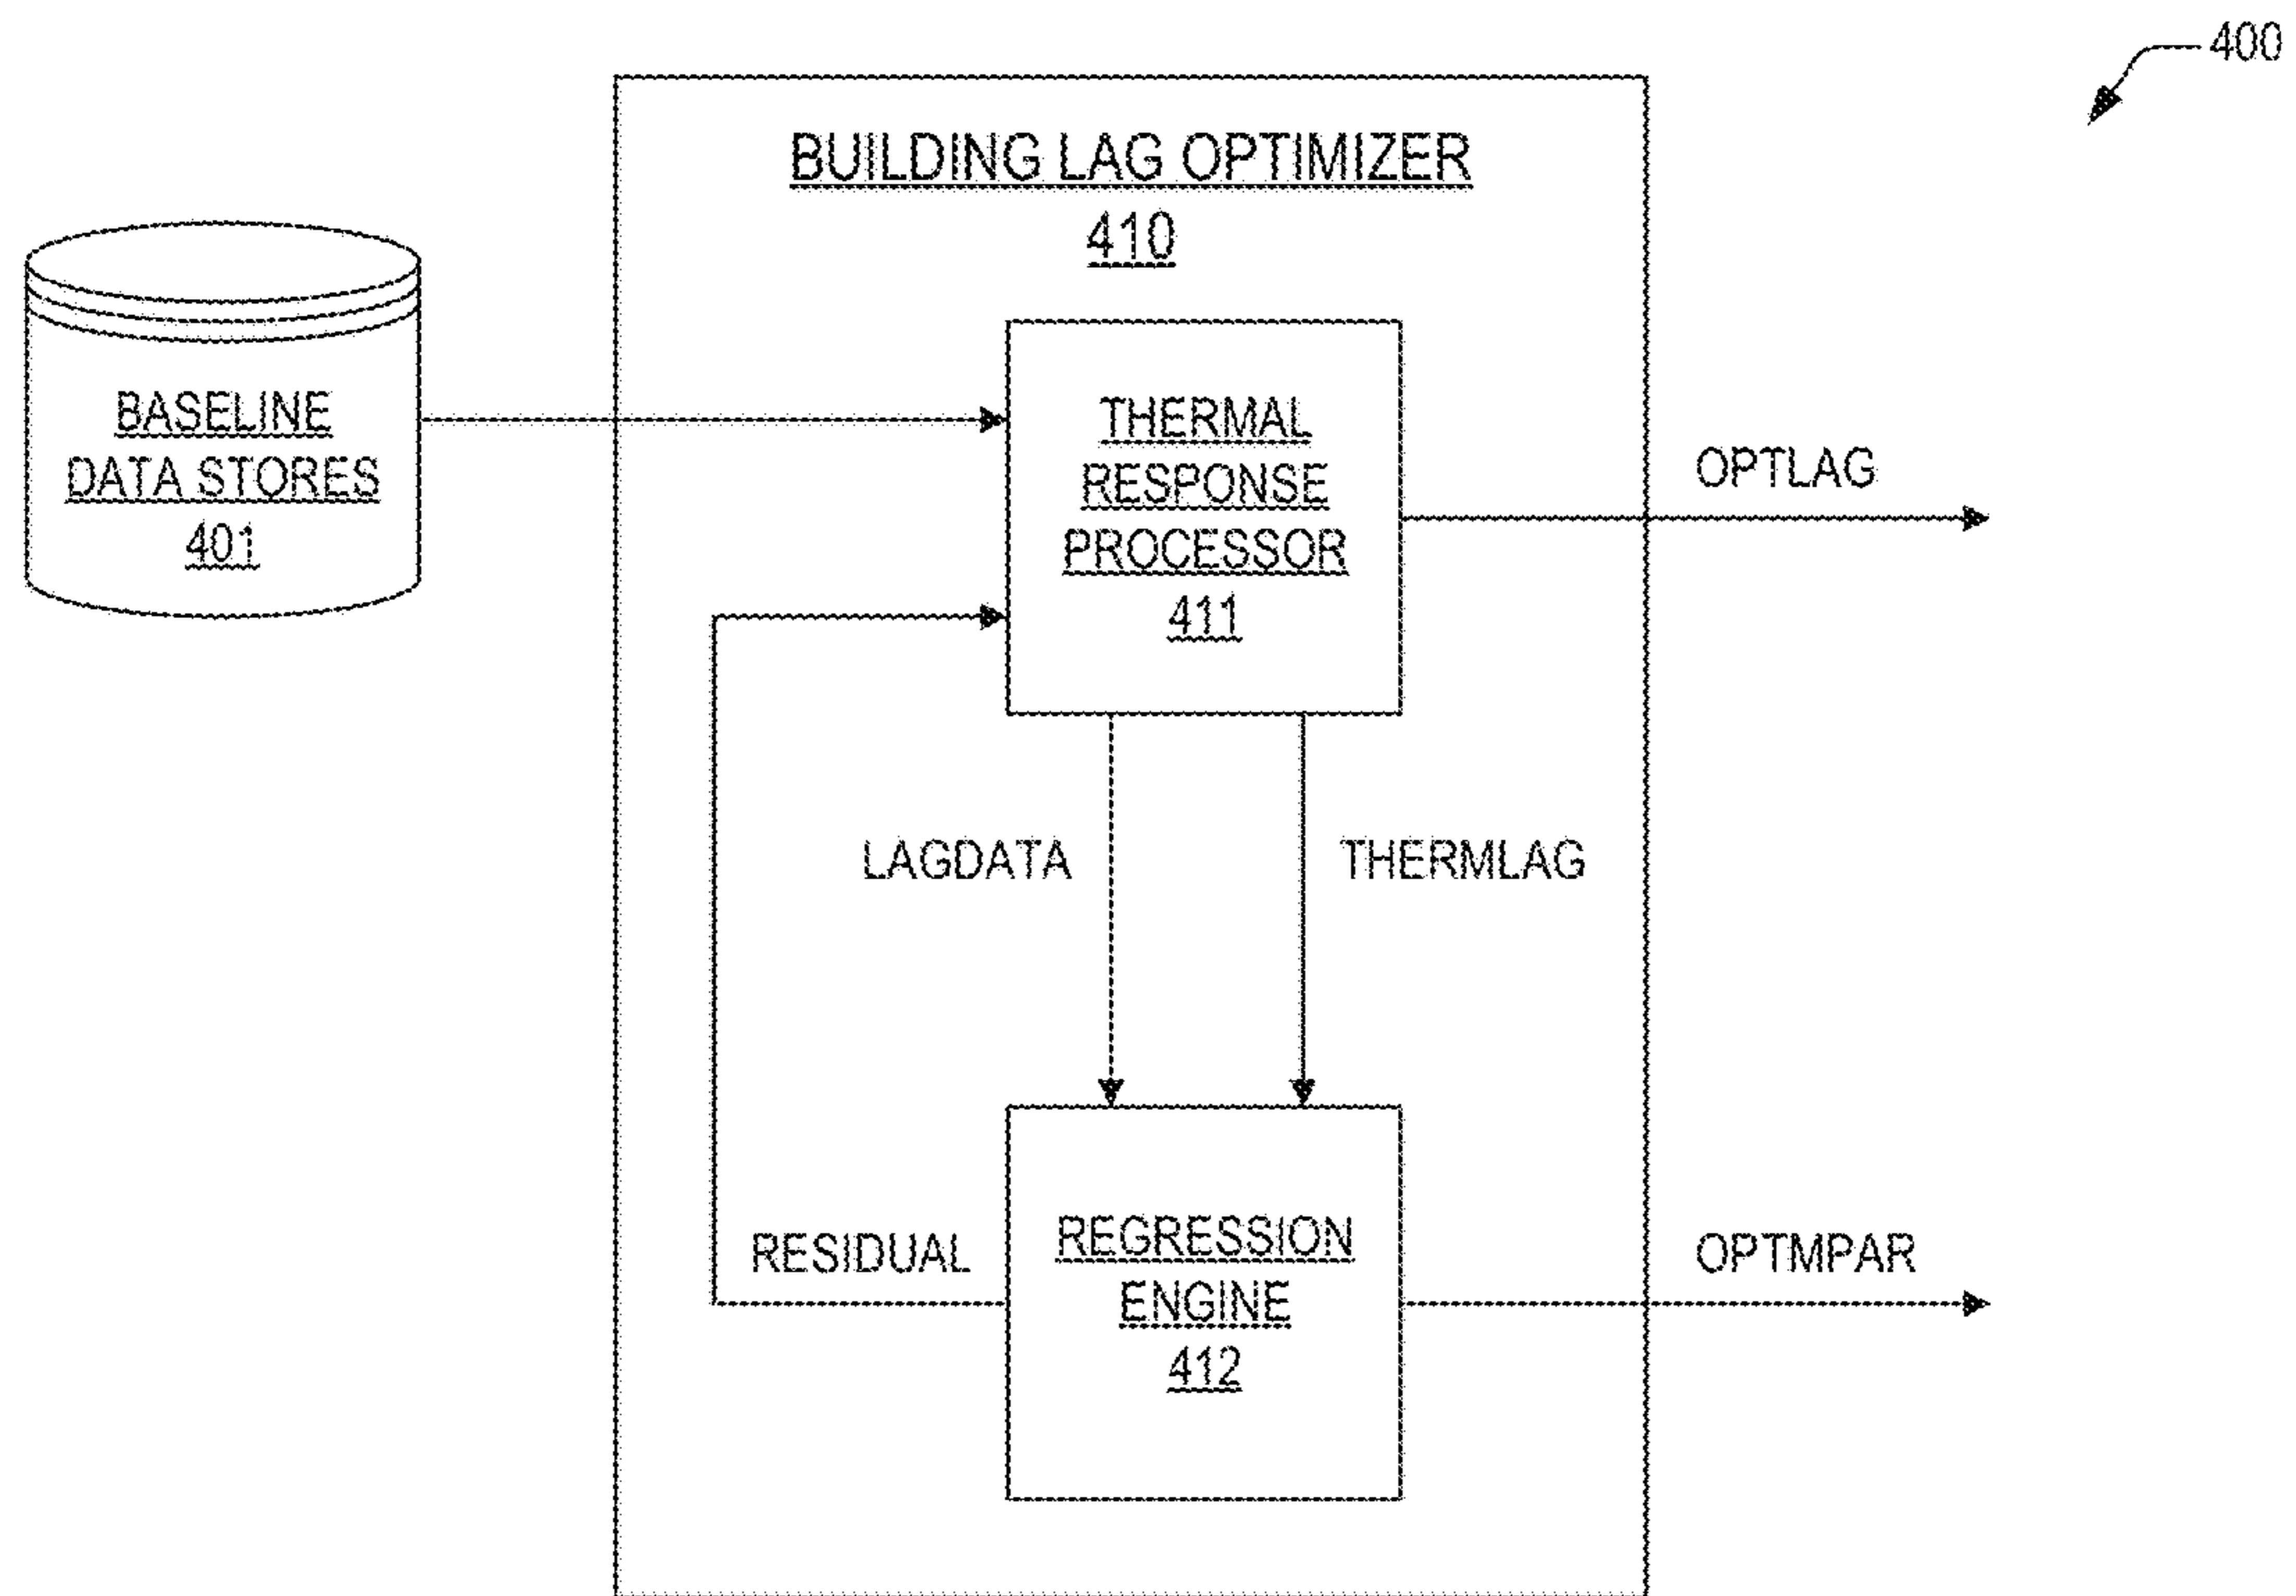 400
BUILDING LAG OPTIMIZER
410
BASELINE
DATA STORES
401
THERMAL
RESPONSE
PROCESSOR
411
OPTLAG
LAGDATA
THERMLAG
RESIDUAL
REGRESSION
ENGINE
412
OPTMPAR